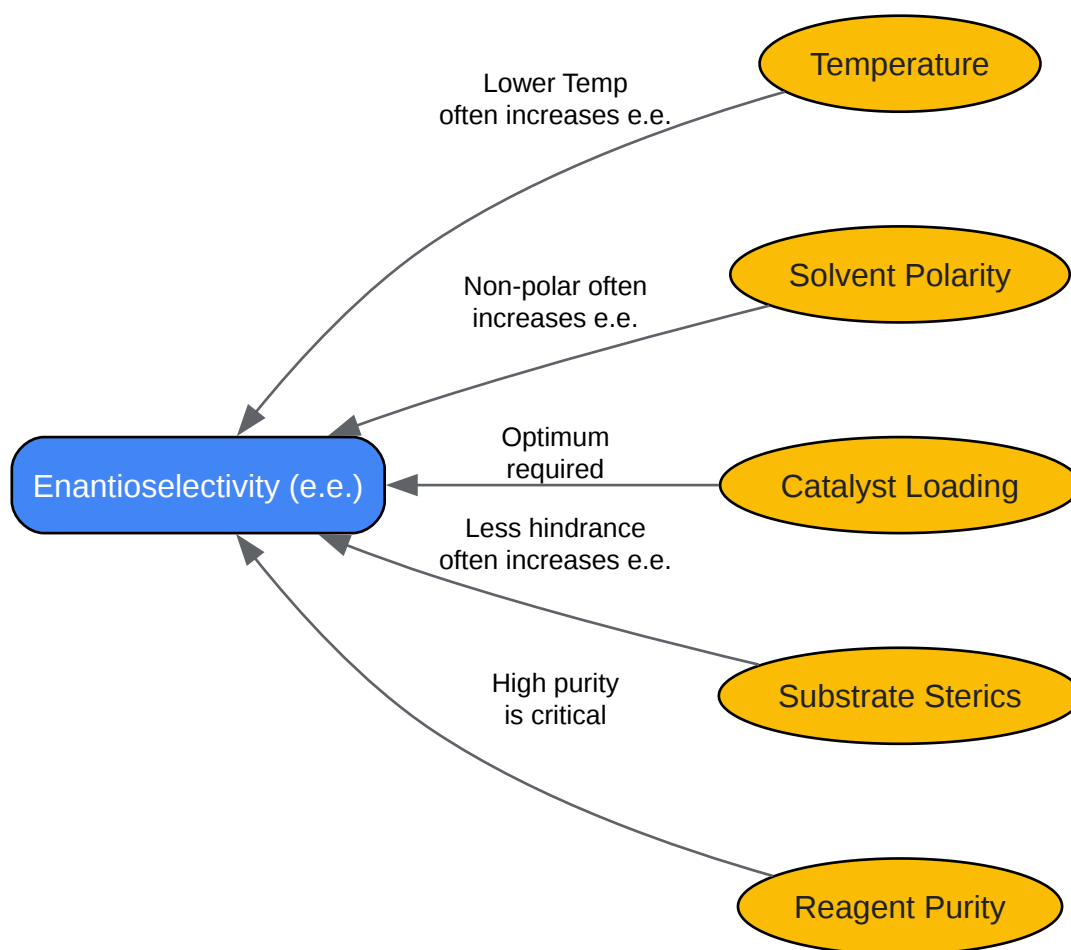 Temperature
Lower Temp
often increases e.e.
Solvent Polarity
Non-polar often
increases e.e.
Optimum
required
Enantioselectivity (e.e.)
Catalyst Loading
Less hindrance
often increases e.e.
Substrate Sterics
High purity
is critical
Reagent Purity